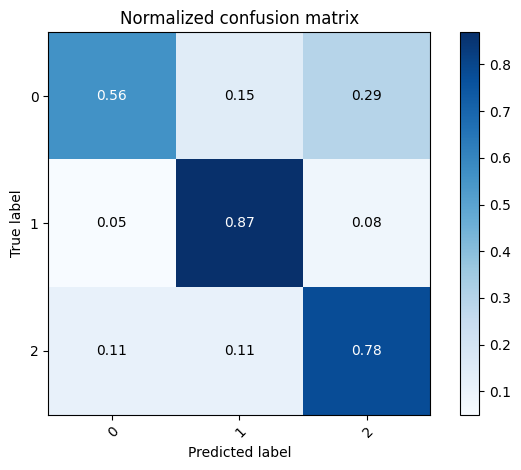 Normalized confusion matrix
0 0.56 0.15 0.29
1 0.05 0.87 0.08
2 0.11 0.11 0.78
0 1 2
True label
Predicted label
0.8
0.7
0.6
0.5
0.4
0.3
0.2
0.1